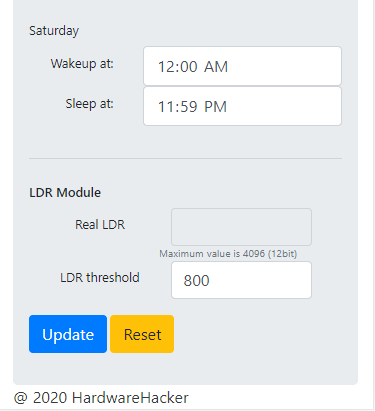 Saturday
Wakeup at: 12:00 AM
Sleep at: 11:59 PM
LDR Module
Real LDR
Maximum value is 4096 (12bit)
LDR threshold 800
Update Reset
@ 2020 HardwareHacker